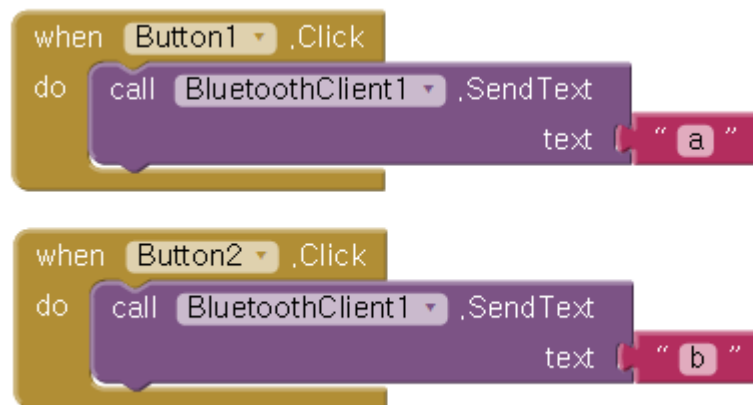 when Button1 .Click
do call BluetoothClient1 .SendText
text " a "
when Button2 .Click
do call BluetoothClient1 .SendText
text " b "